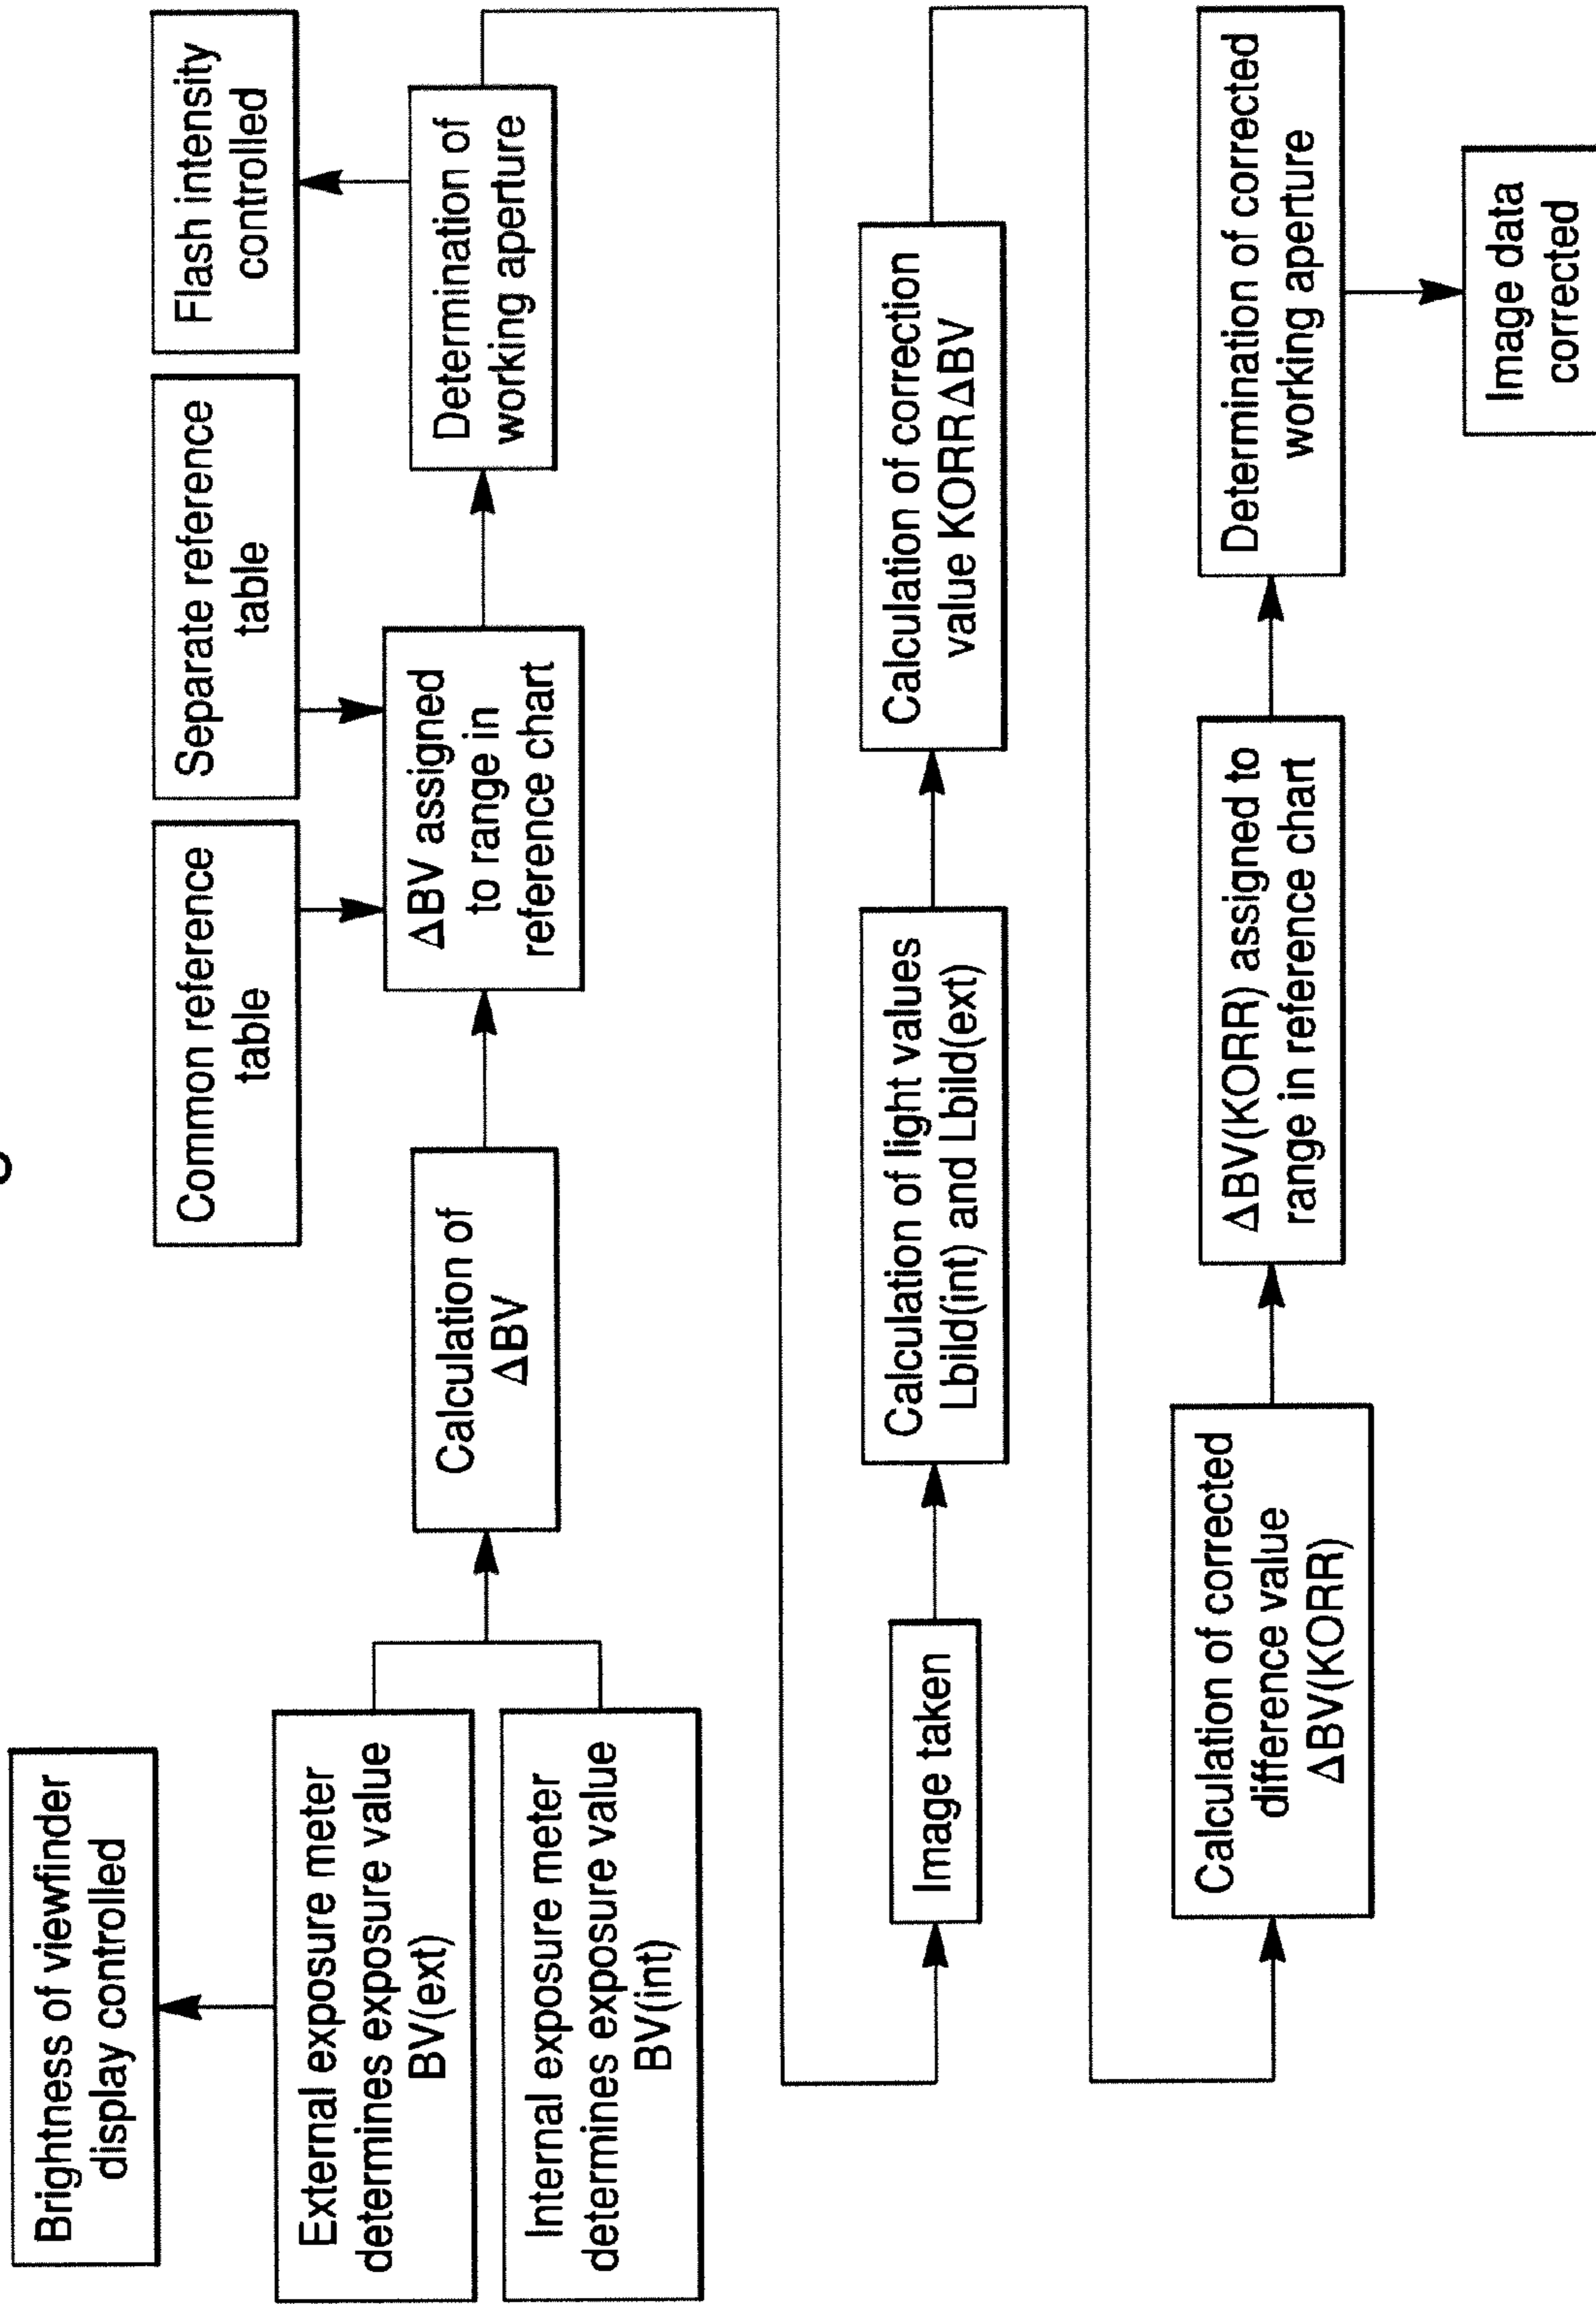 Brightness of viewfinder
display controlled
External exposure meter
determines exposure value
BV(ext)
Internal exposure meter
determines exposure value
BV(int)
Calculation of
ΔBV
Common reference
table
Separate reference
table
ΔBV assigned
to range in
reference chart
Flash intensity
controlled
Determination of
working aperture
Image taken
Calculation of light values
Lbild(int) and Lbild(ext)
Calculation of correction
value KORRΔBV
Calculation of corrected
difference value
ΔBV(KORR)
ΔBV(KORR) assigned to
range in reference chart
Determination of corrected
working aperture
Image data
corrected